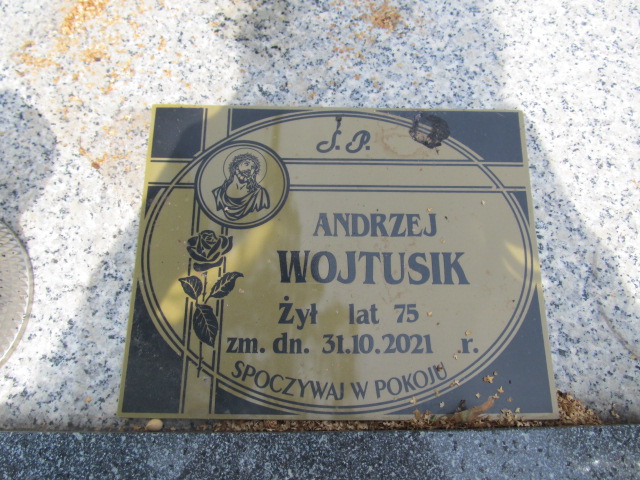 Ś. P.
ANDRZEJ
WOJTUSIK
Żył lat 75
zm. dn. 31.10.2021 r.
SPOCZYWAJ W POKOJU